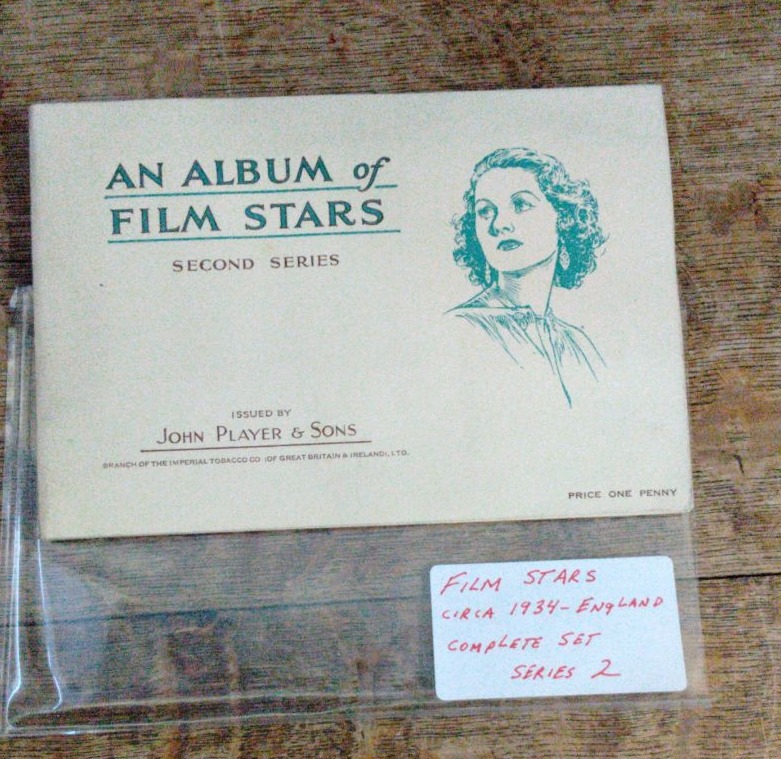 AN ALBUM of
FILM STARS
SECOND SERIES
ISSUED BY
JOHN PLAYER & SONS
BRANCH OF THE IMPERIAL TOBACCO CO (OF GREAT BRITAIN & IRELAND), LTD.
PRICE ONE PENNY
FILM STARS
CIRCA 1934 - ENGLAND
COMPLETE SET
SERIES 2